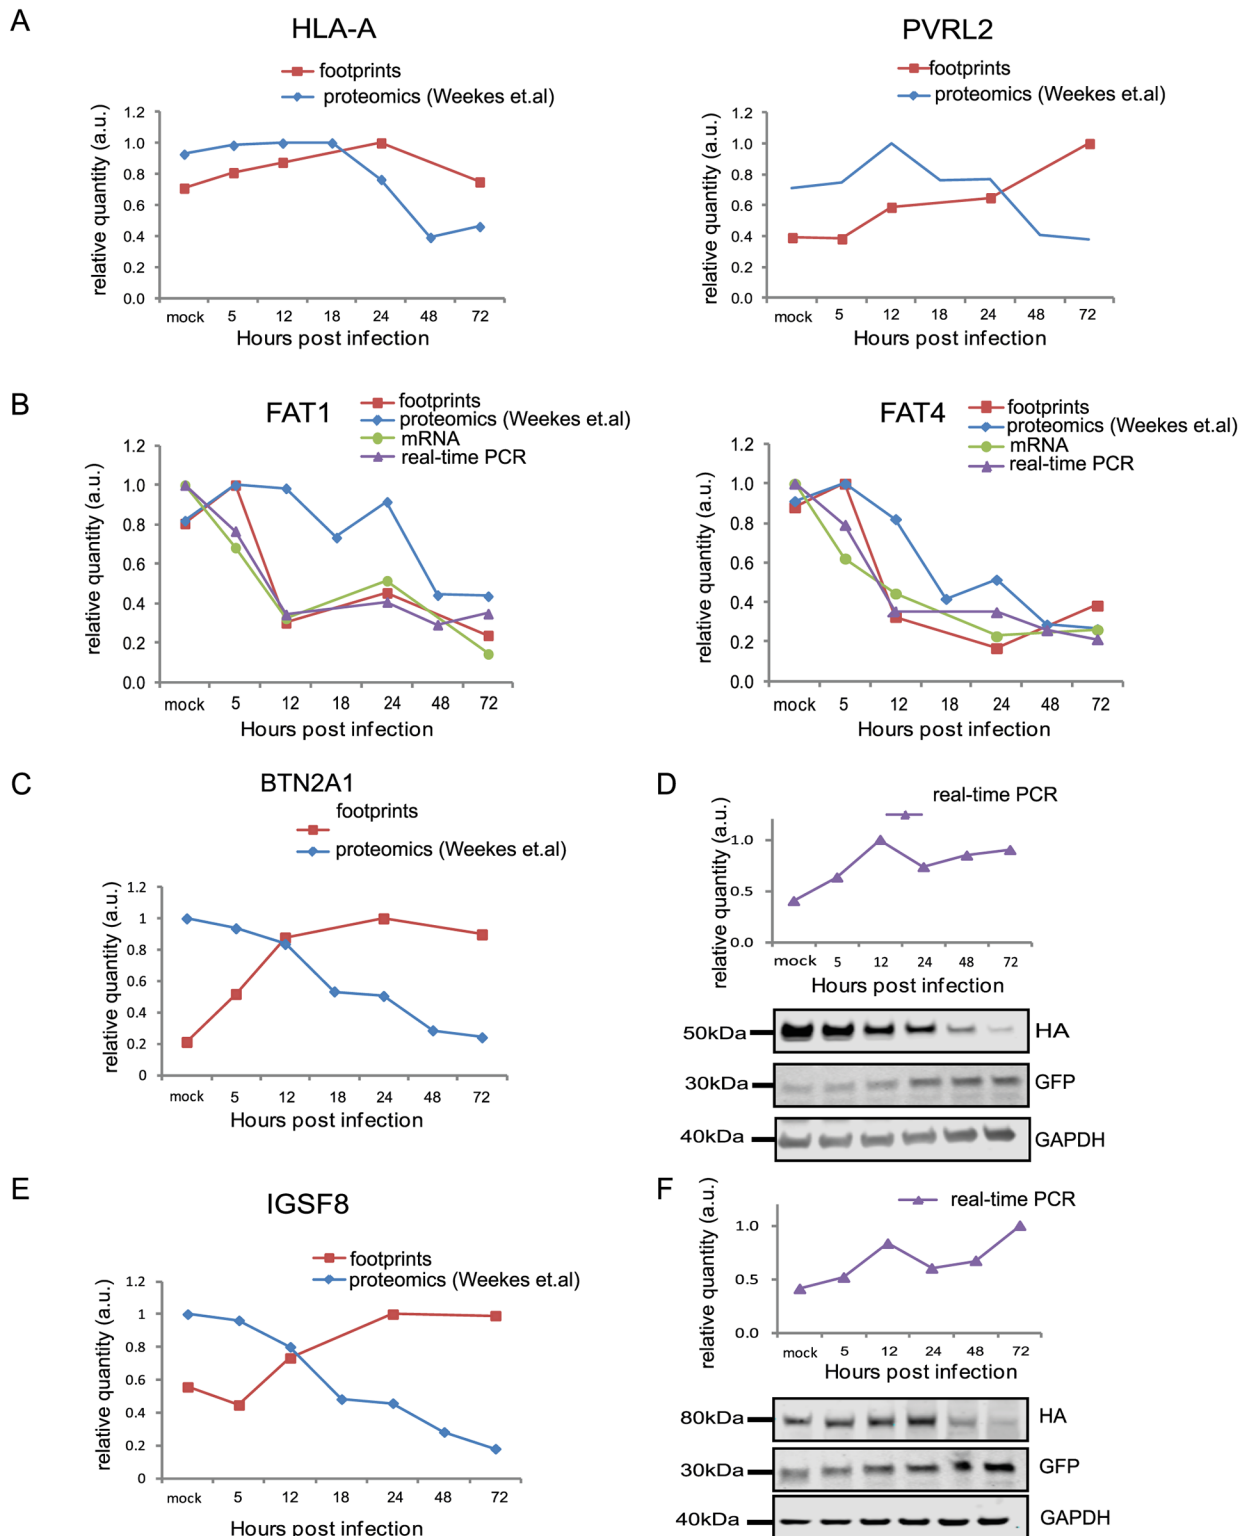 A
HLA-A
footprints
proteomics (Weekes et.al)
relative quantity (a.u.)
1.2
1.0
0.8
0.6
0.4
0.2
0.0
mock 5 12 18 24 48 72
Hours post infection
PVRL2
footprints
proteomics (Weekes et.al)
relative quantity (a.u.)
1.2
1.0
0.8
0.6
0.4
0.2
0.0
mock 5 12 18 24 48 72
Hours post infection
B
FAT1
footprints
proteomics (Weekes et.al)
mRNA
real-time PCR
relative quantity (a.u.)
1.2
1.0
0.8
0.6
0.4
0.2
0.0
mock 5 12 18 24 48 72
Hours post infection
FAT4
footprints
proteomics (Weekes et.al)
mRNA
real-time PCR
relative quantity (a.u.)
1.2
1.0
0.8
0.6
0.4
0.2
0.0
mock 5 12 18 24 48 72
Hours post infection
C
BTN2A1
footprints
proteomics (Weekes et.al)
relative quantity (a.u.)
1.2
1
0.8
0.6
0.4
0.2
0
mock 5 12 18 24 48 72
Hours post infection
D
real-time PCR
relative quantity (a.u.)
1.0
0.5
0.0
mock 5 12 24 48 72
Hours post infection
50kDa HA
30kDa GFP
40kDa GAPDH
E
IGSF8
footprints
proteomics (Weekes et.al)
relative quantity (a.u.)
1.2
1
0.8
0.6
0.4
0.2
0
mock 5 12 18 24 48 72
Hours post infection
F
real-time PCR
relative quantity (a.u.)
1.0
0.5
0.0
mock 5 12 24 48 72
Hours post infection
80kDa HA
30kDa GFP
40kDa GAPDH